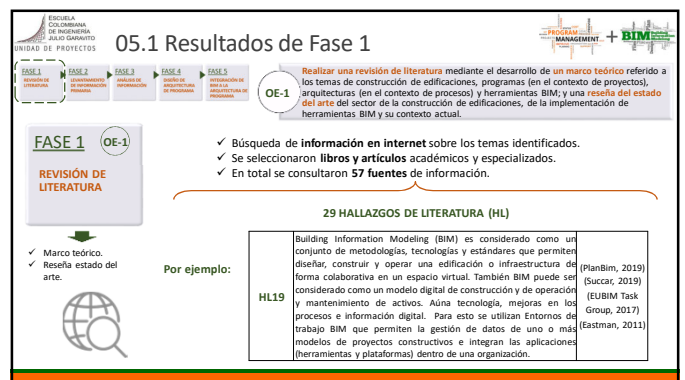 ESCUELA
COLOMBIANA
DE INGENIERÍA
JULIO GARAVITO
UNIDAD DE PROYECTOS
05.1 Resultados de Fase 1
PROGRAM
MANAGEMENT
+
BIM
FASE 1
REVISIÓN DE
LITERATURA
FASE 2
LEVANTAMIENTO
DE INFORMACIÓN
PRIMARIA
FASE 3
ANÁLISIS DE
INFORMACIÓN
FASE 4
DISEÑO DE
ARQUITECTURA
DE PROGRAMA
FASE 5
INTEGRACIÓN DE
BIM A LA
ARQUITECTURA DE
PROGRAMA
OE-1
Realizar una revisión de literatura mediante el desarrollo de un marco teórico referido a
los temas de construcción de edificaciones, programas (en el contexto de proyectos),
arquitecturas (en el contexto de procesos) y herramientas BIM; y una reseña del estado
del arte del sector de la construcción de edificaciones, de la implementación de
herramientas BIM y su contexto actual.
FASE 1
OE-1
REVISIÓN DE
LITERATURA
✓ Búsqueda de información en internet sobre los temas identificados.
✓ Se seleccionaron libros y artículos académicos y especializados.
✓ En total se consultaron 57 fuentes de información.
✓ Marco teórico.
✓ Reseña estado del
arte.
29 HALLAZGOS DE LITERATURA (HL)
Por ejemplo:
HL19
Building Information Modeling (BIM) es considerado como un
conjunto de metodologías, tecnologías y estándares que permiten
diseñar, construir y operar una edificación o infraestructura de
forma colaborativa en un espacio virtual. También BIM puede ser
considerado como un modelo digital de construcción y de operación
y mantenimiento de activos. Aúna tecnología, mejoras en los
procesos e información digital. Para esto se utilizan Entornos de
trabajo BIM que permiten la gestión de datos de uno o más
modelos de proyectos constructivos e integran las aplicaciones
(herramientas y plataformas) dentro de una organización.
(PlanBim, 2019)
(Succar, 2019)
(EUBIM Task
Group, 2017)
(Eastman, 2011)